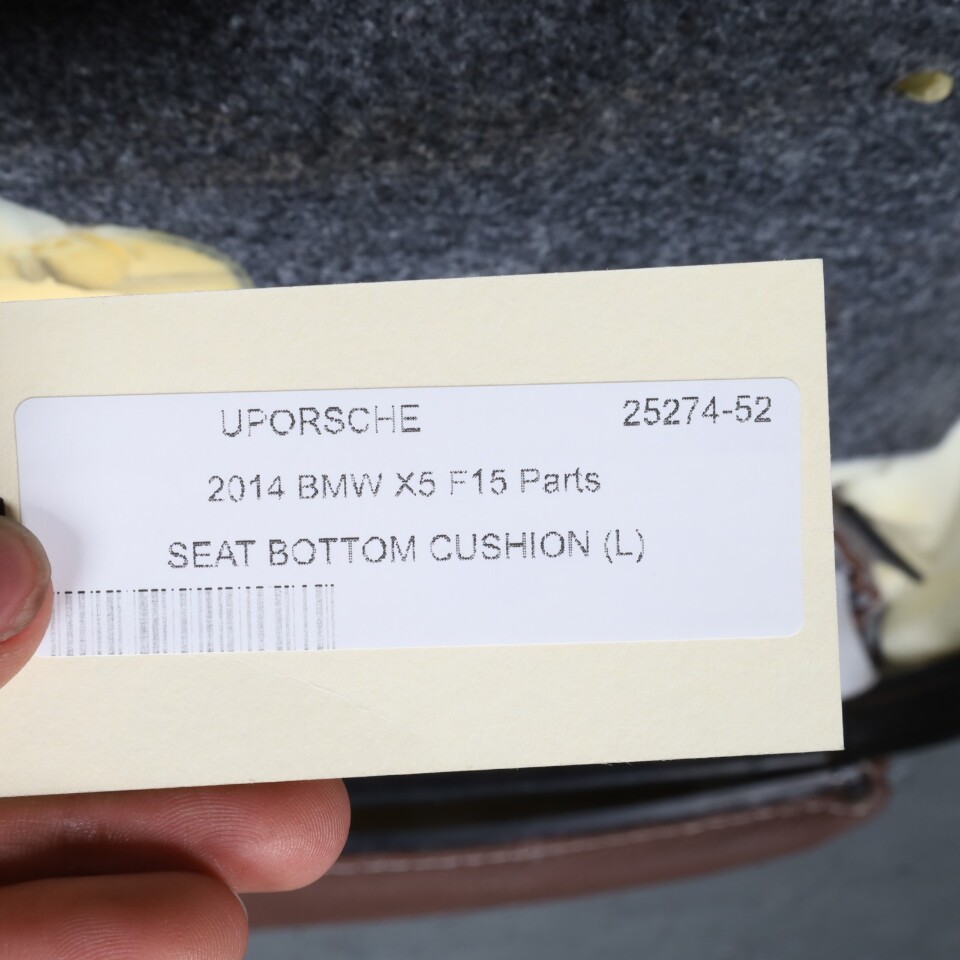 UPORSCHE 25274-52
2014 BMW X5 F15 Parts
SEAT BOTTOM CUSHION (L)